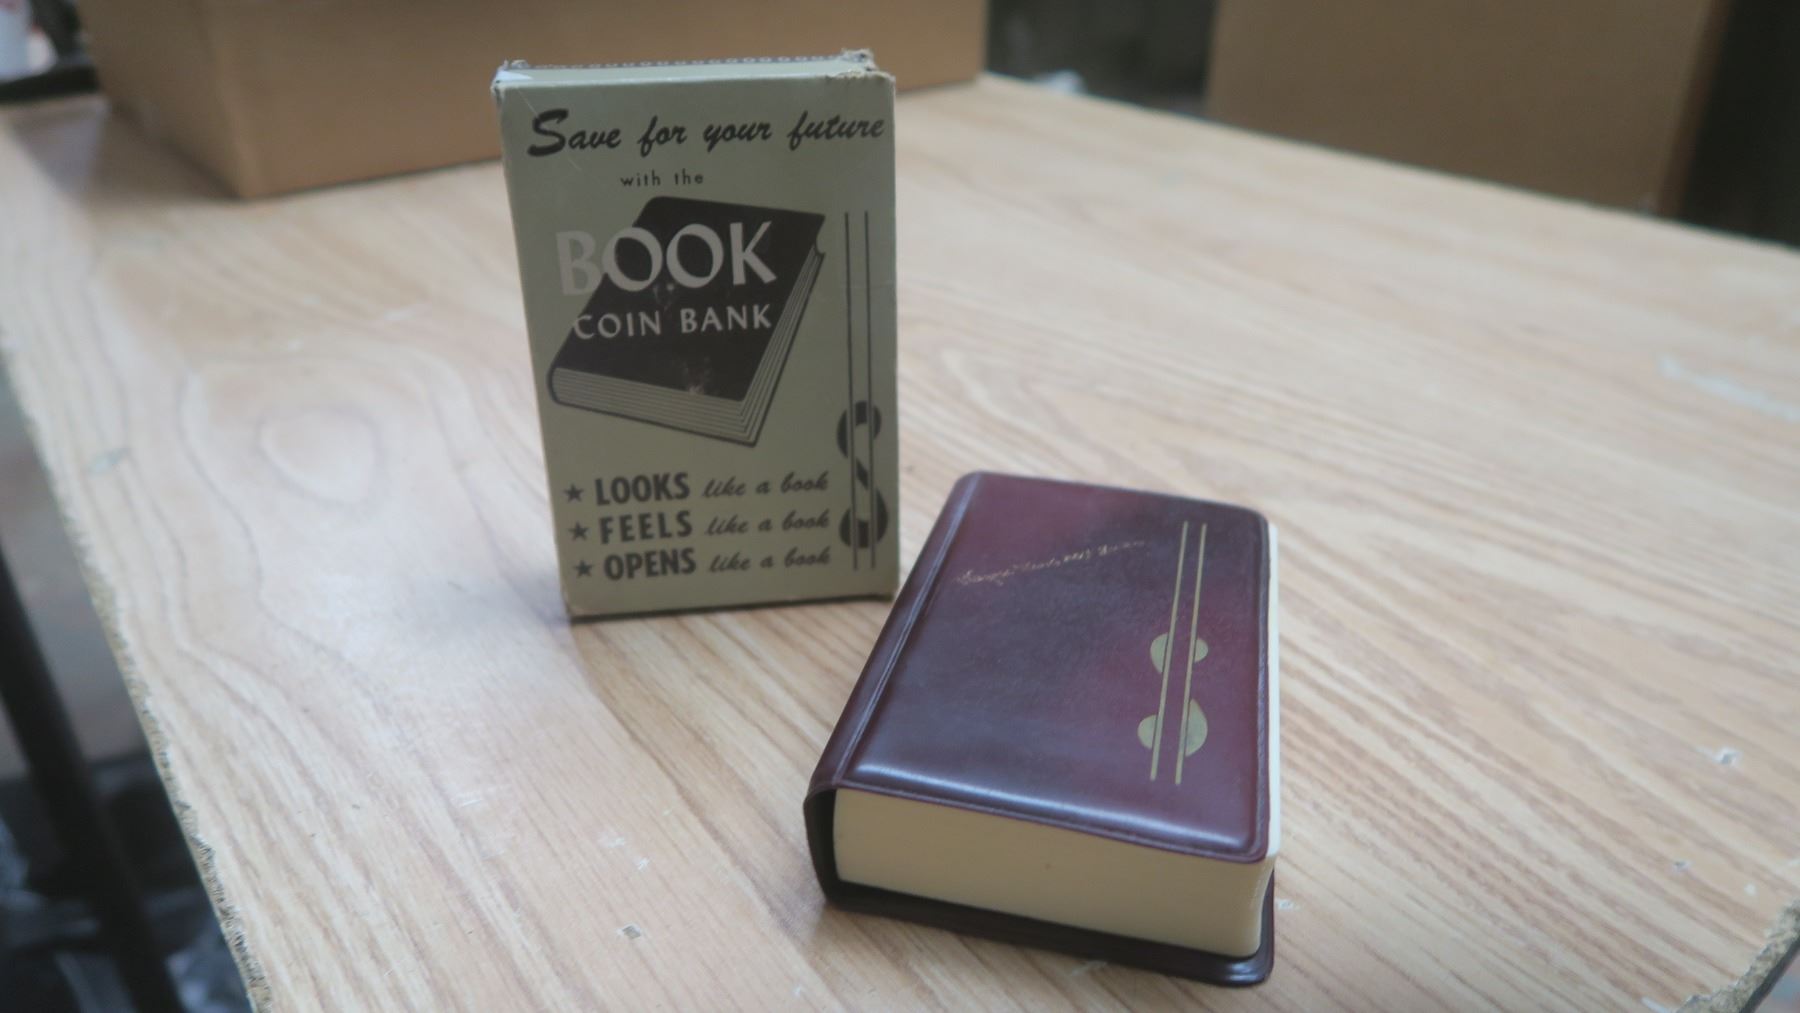 Save for your future
with the
BOOK
COIN BANK
★ LOOKS like a book
★ FEELS like a book
★ OPENS like a book
$